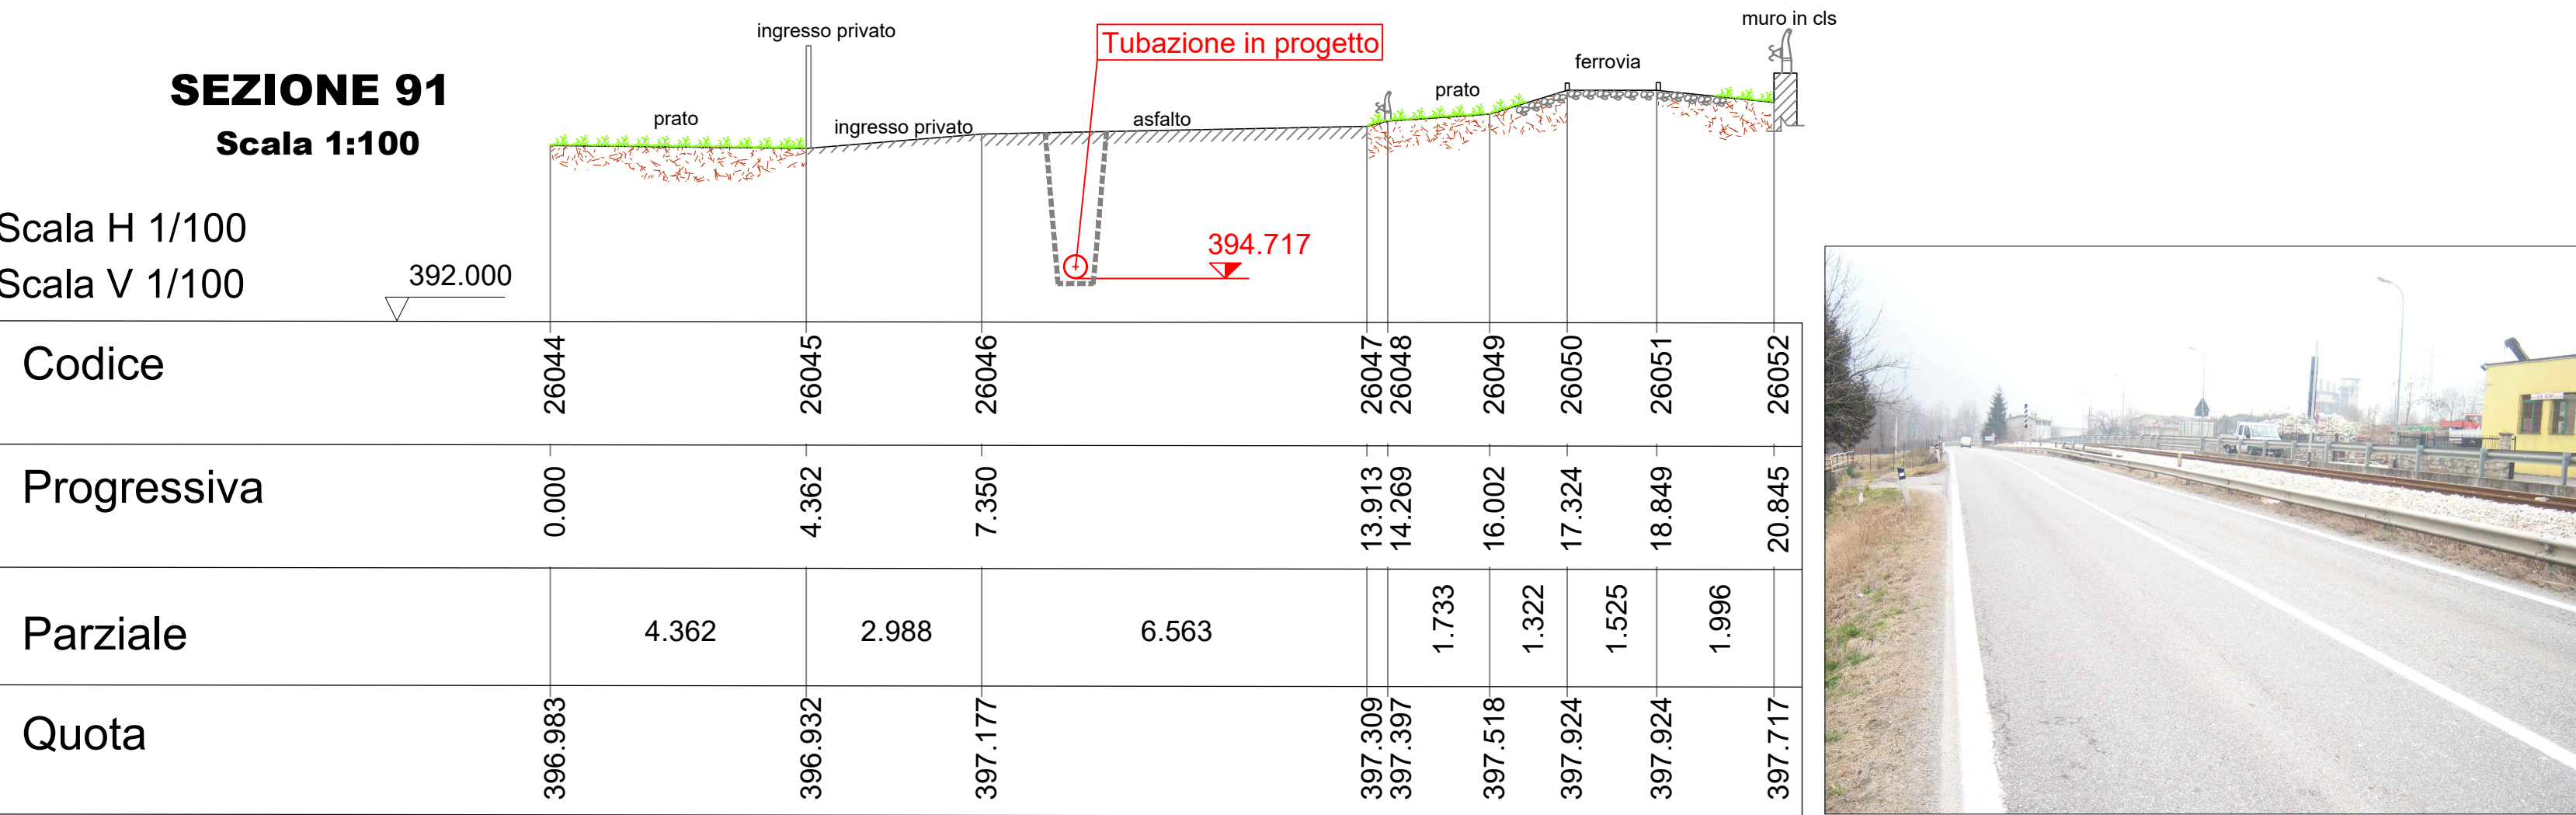 SEZIONE 91
Scala 1:100
Scala H 1/100
Scala V 1/100
392.000
prato
ingresso privato
ingresso privato
Tubazione in progetto
asfalto
394.717
prato
ferrovia
muro in cls
Codice 26044 26045 26046 26047 26048 26049 26050 26051 26052
Progressiva 0.000 4.362 7.350 13.913 14.269 16.002 17.324 18.849 20.845
Parziale 4.362 2.988 6.563 1.733 1.322 1.525 1.996
Quota 396.983 396.932 397.177 397.309 397.397 397.518 397.924 397.924 397.717